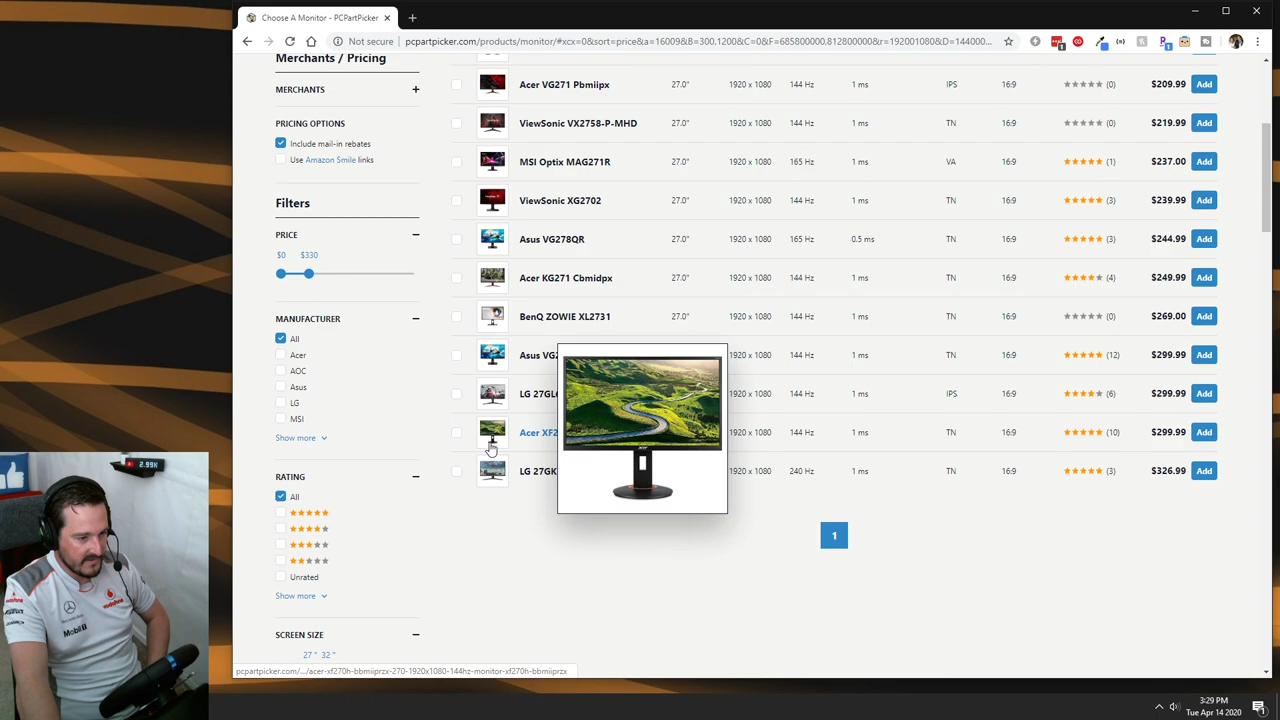 Choose A Monitor - PCPartPicker
Not secure | pcpartpicker.com/products/monitor/#xcx=0&sort=price&a=16009&B=300,1200&C=0&F=685800000,812800000&r=192001080&D=144000...
Merchants / Pricing
MERCHANTS
PRICING OPTIONS
Include mail-in rebates
Use Amazon Smile links
Filters
PRICE
$0 $330
MANUFACTURER
All
Acer
AOC
Asus
LG
MSI
Show more
RATING
All
Unrated
Show more
SCREEN SIZE
27 " 32 "
Acer VG271 Pbmiipx 27.0" 1920 x 1080 144 Hz 1 ms IPS 16:9 (0) $209.99 Add
ViewSonic VX2758-P-MHD 27.0" 1920 x 1080 144 Hz 1 ms TN 16:9 (0) $219.99 Add
MSI Optix MAG271R 27.0" 1920 x 1080 165 Hz 1 ms VA 16:9 (1) $237.00 Add
ViewSonic XG2702 27.0" 1920 x 1080 144 Hz 1 ms TN 16:9 (3) $239.99 Add
Asus VG278QR 27.0" 1920 x 1080 165 Hz 0.5 ms TN 16:9 (3) $244.99 Add
Acer KG271 Cbmidpx 27.0" 1920 x 1080 144 Hz 1 ms TN 16:9 (4) $249.99 Add
BenQ ZOWIE XL2731 27.0" 1920 x 1080 144 Hz 1 ms TN 16:9 (0) $269.00 Add
Asus VG2 1920 x 1080 144 Hz 1 ms TN 16:9 (12) $299.99 Add
LG 27GL 1920 x 1080 144 Hz 1 ms IPS 16:9 (6) $299.99 Add
Acer XF2 1920 x 1080 144 Hz 1 ms TN 16:9 (10) $299.99 Add
LG 27GK 1920 x 1080 240 Hz 1 ms TN 16:9 (3) $326.99 Add
1
pcpartpicker.com/.../acer-xf270h-bbmiiprzx-270-1920x1080-144hz-monitor-xf270h-bbmiiprzx
2.99K
vodafone
Mobil 1
3:29 PM
Tue Apr 14 2020